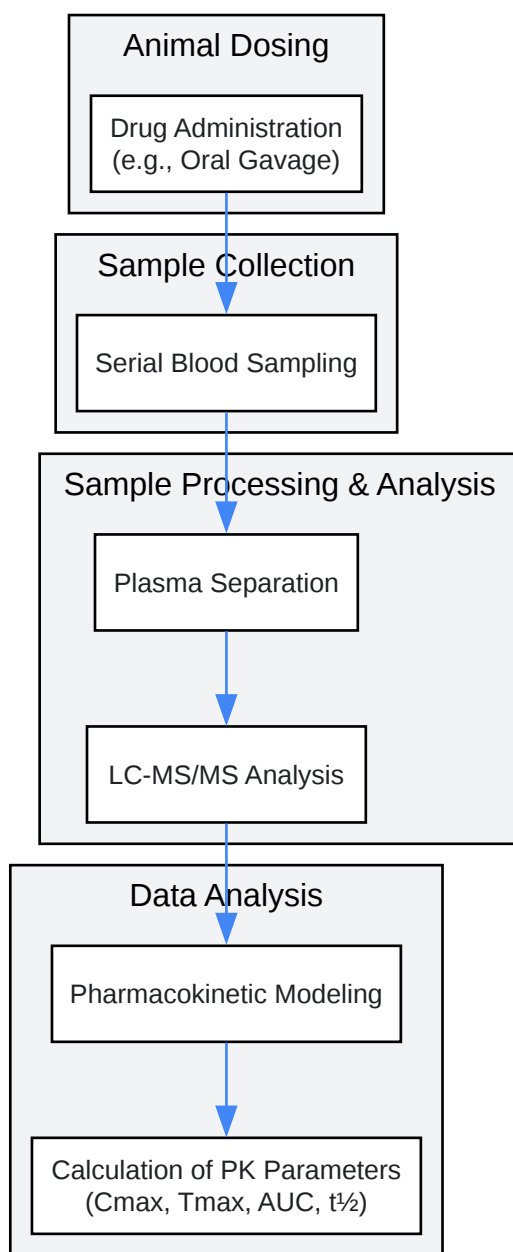 Animal Dosing
Drug Administration
(e.g., Oral Gavage)
Sample Collection
Serial Blood Sampling
Sample Processing & Analysis
Plasma Separation
LC-MS/MS Analysis
Data Analysis
Pharmacokinetic Modeling
Calculation of PK Parameters
(Cmax, Tmax, AUC, t½)